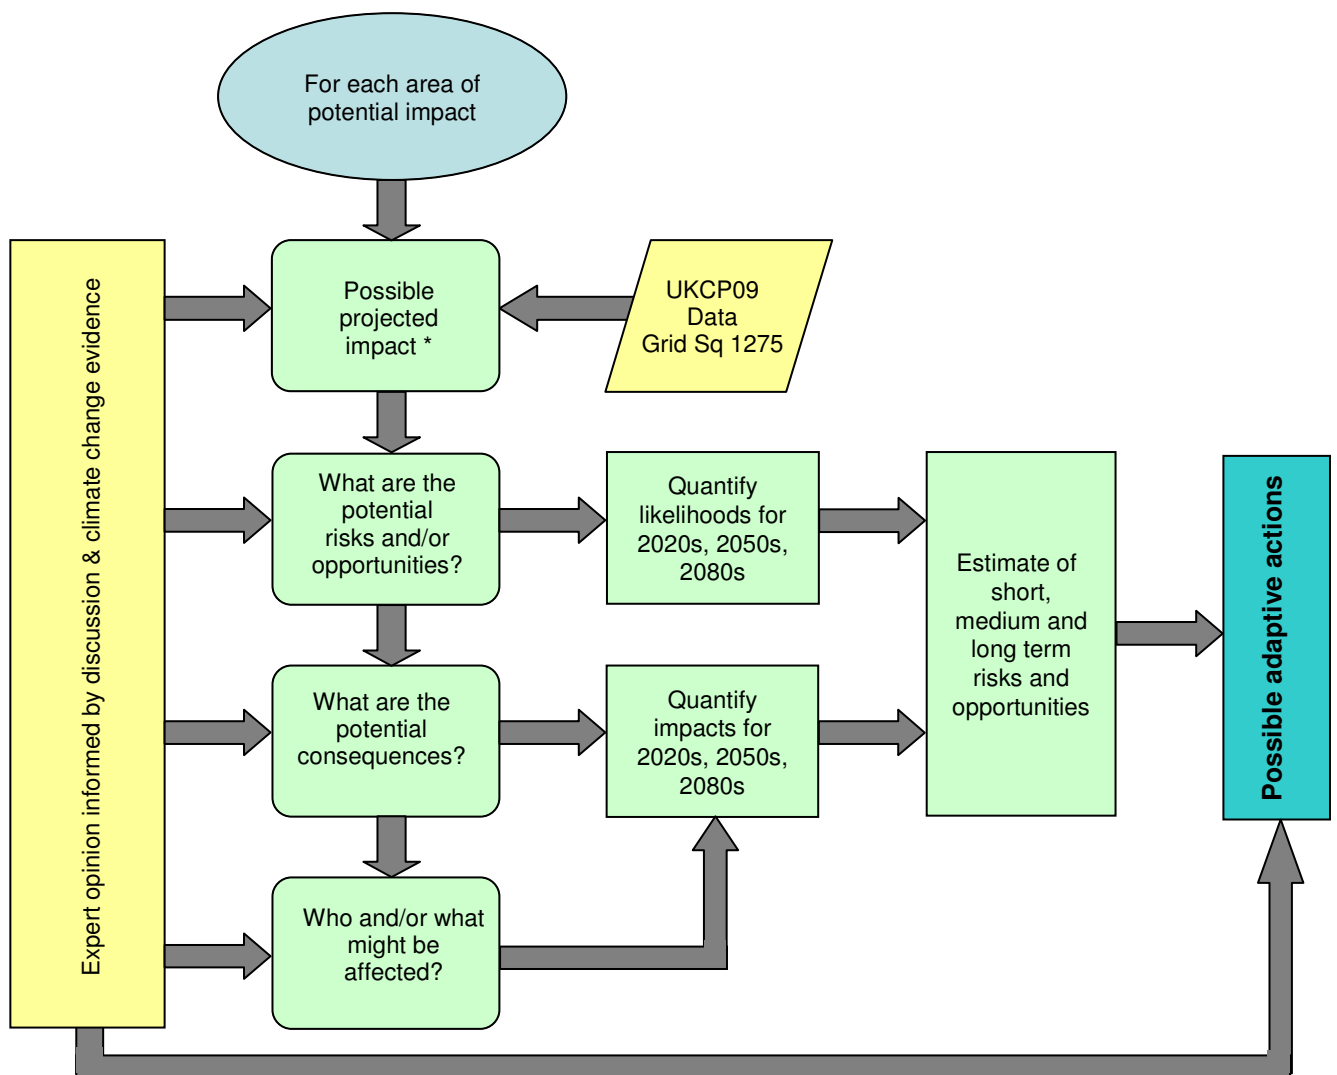 For each area of
potential impact
Expert opinion informed by discussion & climate change evidence
Possible
projected
impact *
UKCP09
Data
Grid Sq 1275
What are the
potential
risks and/or
opportunities?
Quantify
likelihoods for
2020s, 2050s,
2080s
Estimate of
short,
medium and
long term
risks and
opportunities
Possible adaptive actions
What are the
potential
consequences?
Quantify
impacts for
2020s, 2050s,
2080s
Who and/or what
might be
affected?